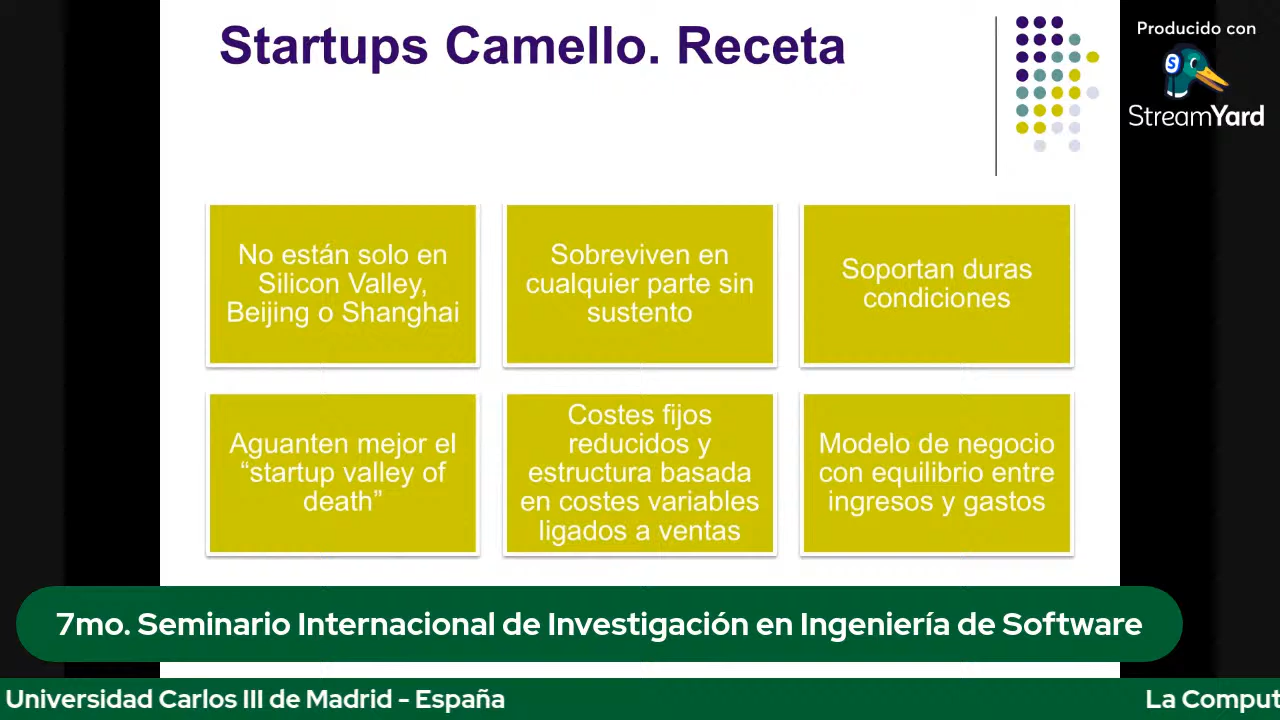 Startups Camello. Receta
Producido con
S
StreamYard
No están solo en
Silicon Valley,
Beijing o Shanghai
Sobreviven en
cualquier parte sin
sustento
Soportan duras
condiciones
Aguanten mejor el
“startup valley of
death”
Costes fijos
reducidos y
estructura basada
en costes variables
ligados a ventas
Modelo de negocio
con equilibrio entre
ingresos y gastos
7mo. Seminario Internacional de Investigación en Ingeniería de Software
Universidad Carlos III de Madrid - España
La Comput